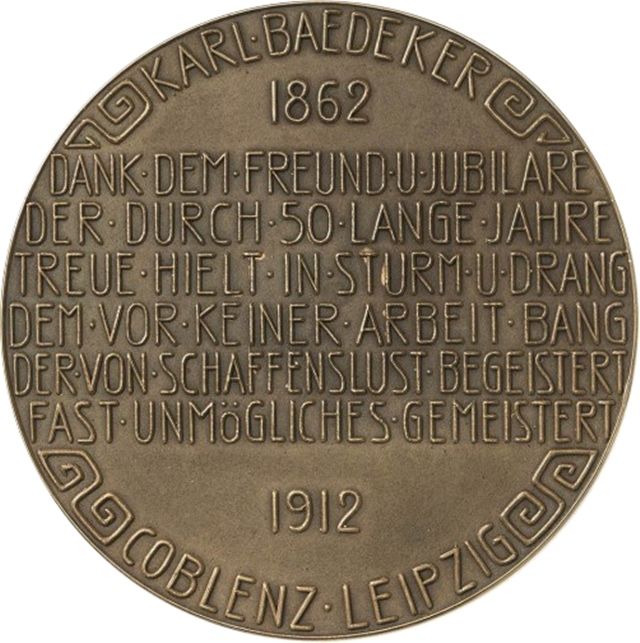 KARL·BAEDEKER
1862
DANK·DEM·FREUND·U·JUBILARE
DER·DURCH·50·LANGE·JAHRE
TREUE·HIELT·IN·STURM·U·DRANG
DEM·VOR·KEINER·ARBEIT·BANG
DER·VON·SCHAFFENSLUST·BEGEISTERT
FAST·UNMÖGLICHES·GEMEISTERT
1912
COBLENZ·LEIPZIG